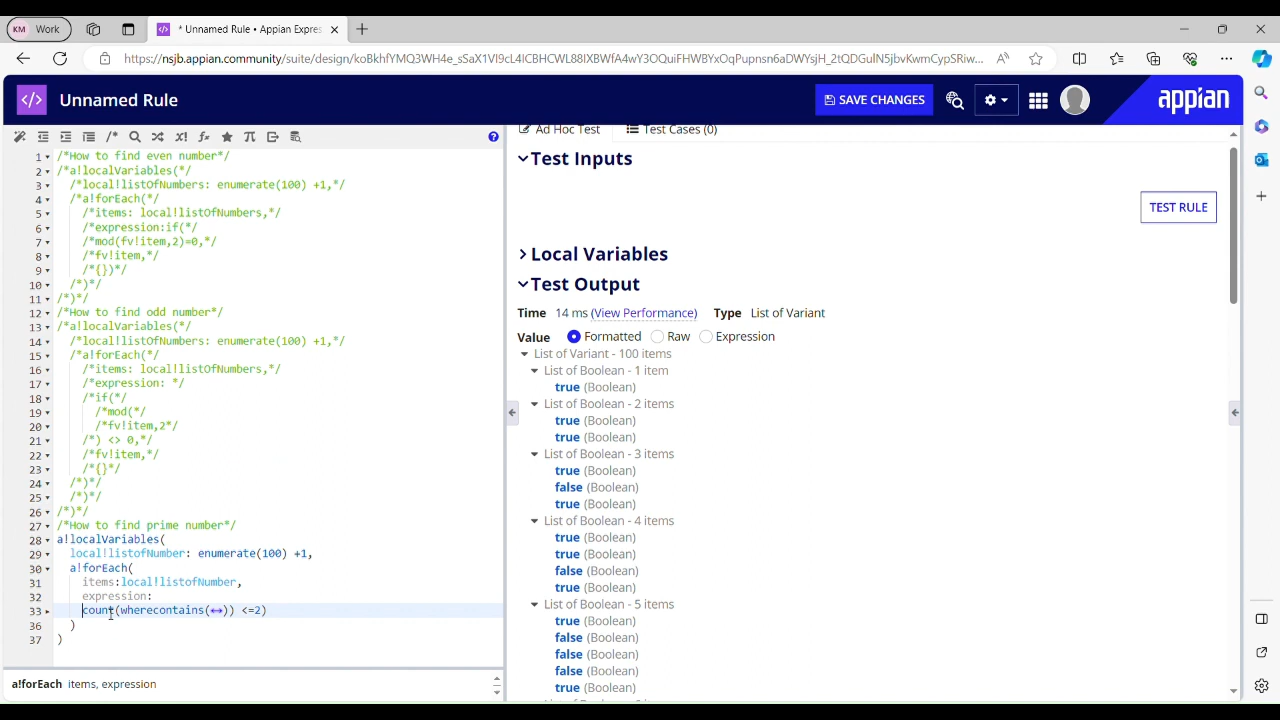 KM Work
* Unnamed Rule • Appian Expres
https://nsjb.appian.community/suite/design/
Unnamed Rule
SAVE CHANGES
appian
Ad Hoc Test
Test Cases (0)
1 /*How to find even number*/
2 /*a!localVariables(*/
3 /*local!listOfNumbers: enumerate(100) +1,*/
4 /*a!forEach(*/
5 /*items: local!listOfNumbers,*/
6 /*expression:if(*/
7 /*mod(fv!item,2)=0,*/
8 /*fv!item,*/
9 /*{})*/
10 /*)*/
11 /*)*/
12 /*How to find odd number*/
13 /*a!localVariables(*/
14 /*local!listOfNumbers: enumerate(100) +1,*/
15 /*a!forEach(*/
16 /*items: local!listOfNumbers,*/
17 /*expression: */
18 /*if(*/
19 /*mod(*/
20 /*fv!item,2*/
21 /*) <> 0,*/
22 /*fv!item,*/
23 /*{}*/
24 /*)*/
25 /*)*/
26 /*)*/
27 /*How to find prime number*/
28 a!localVariables(
29 local!listofNumber: enumerate(100) +1,
30 a!forEach(
31 items:local!listofNumber,
32 expression:
33 count(wherecontains(↔)) <=2)
36 )
37 )
a!forEach items, expression
Test Inputs
TEST RULE
Local Variables
Test Output
Time 14 ms (View Performance) Type List of Variant
Value Formatted Raw Expression
List of Variant - 100 items
List of Boolean - 1 item
true (Boolean)
List of Boolean - 2 items
true (Boolean)
true (Boolean)
List of Boolean - 3 items
true (Boolean)
false (Boolean)
true (Boolean)
List of Boolean - 4 items
true (Boolean)
true (Boolean)
false (Boolean)
true (Boolean)
List of Boolean - 5 items
true (Boolean)
false (Boolean)
false (Boolean)
false (Boolean)
true (Boolean)